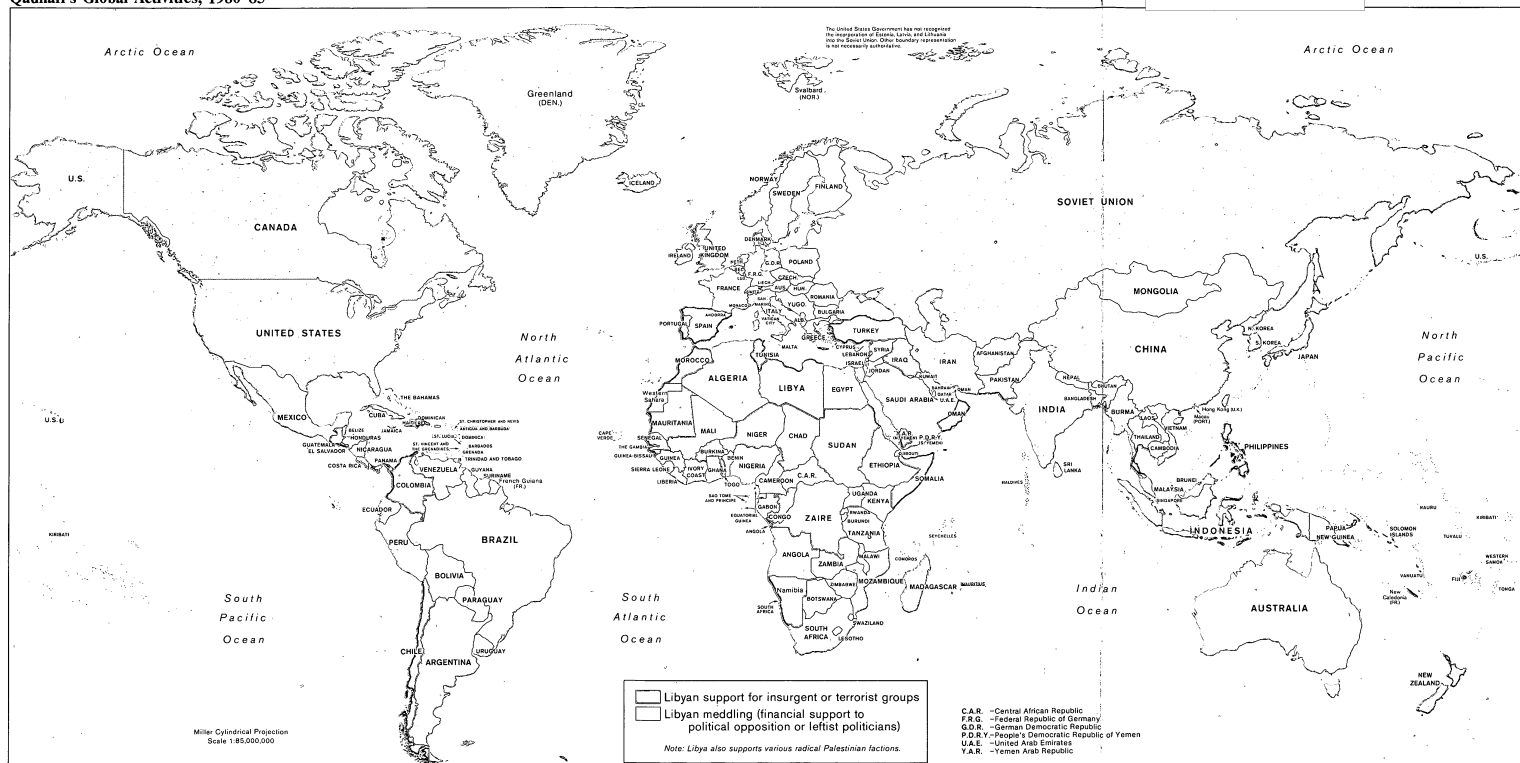 Qadhafi's Global Activities, 1980-85
The United States Government has not recognized
the incorporation of Estonia, Latvia, and Lithuania
into the Soviet Union. Other boundary representation
is not necessarily authoritative.
Arctic Ocean
Arctic Ocean
Greenland
(DEN.)
Svalbard
(NOR.)
U.S.
ICELAND
NORWAY
SWEDEN
FINLAND
SOVIET UNION
CANADA
DENMARK
IRELAND
UNITED
KINGDOM
NETH.
BEL.
LUX.
G.D.R.
POLAND
F.R.G.
CZECH.
LIECH.
AUS.
HUN.
FRANCE
SWITZ.
ROMANIA
MONACO
SAN
MARINO
YUGO.
BULGARIA
ITALY
VATICAN
CITY
ALB.
ANDORRA
PORTUGAL
SPAIN
GREECE
TURKEY
MALTA
U.S.
MONGOLIA
UNITED STATES
North
Atlantic
Ocean
N. KOREA
S. KOREA
JAPAN
CHINA
North
Pacific
Ocean
CYPRUS
LEBANON
ISRAEL
SYRIA
JORDAN
IRAQ
IRAN
AFGHANISTAN
KUWAIT
BAHRAIN
QATAR
U.A.E.
OMAN
OMAN
PAKISTAN
NEPAL
BHUTAN
BANGLADESH
MOROCCO
TUNISIA
ALGERIA
LIBYA
EGYPT
SAUDI ARABIA
INDIA
BURMA
Western
Sahara
Hong Kong (U.K.)
Macau
(PORT.)
LAOS
VIETNAM
THAILAND
CAMBODIA
PHILIPPINES
U.S.
MEXICO
THE BAHAMAS
CUBA
HAITI
DOMINICAN
JAMAICA
BELIZE
HONDURAS
GUATEMALA
EL SALVADOR
NICARAGUA
COSTA RICA
PANAMA
ST. CHRISTOPHER AND NEVIS
ANTIGUA AND BARBUDA
ST. LUCIA
DOMINICA
ST. VINCENT AND
THE GRENADINES
BARBADOS
GRENADA
TRINIDAD AND TOBAGO
VENEZUELA
GUYANA
SURINAME
French Guiana
(FR.)
COLOMBIA
ECUADOR
PERU
BRAZIL
BOLIVIA
PARAGUAY
CHILE
ARGENTINA
URUGUAY
KIRIBATI
CAPE
VERDE
MAURITANIA
MALI
NIGER
CHAD
SUDAN
Y.A.R.
(N. YEMEN)
P.D.R.Y.
(S. YEMEN)
DJIBOUTI
SENEGAL
THE GAMBIA
GUINEA-BISSAU
GUINEA
SIERRA LEONE
LIBERIA
IVORY
COAST
BURKINA
GHANA
TOGO
BENIN
NIGERIA
CAMEROON
C.A.R.
ETHIOPIA
SOMALIA
SAO TOME
AND PRINCIPE
EQUATORIAL
GUINEA
GABON
CONGO
ANGOLA
ZAIRE
UGANDA
KENYA
RWANDA
BURUNDI
TANZANIA
SEYCHELLES
MALDIVES
SRI
LANKA
ANGOLA
ZAMBIA
MALAWI
COMOROS
MOZAMBIQUE
MADAGASCAR
MAURITIUS
Namibia
ZIMBABWE
BOTSWANA
SOUTH
AFRICA
SWAZILAND
LESOTHO
SOUTH
AFRICA
BRUNEI
MALAYSIA
SINGAPORE
INDONESIA
PAPUA
NEW GUINEA
NAURU
KIRIBATI
SOLOMON
ISLANDS
TUVALU
WESTERN
SAMOA
VANUATU
FIJI
TONGA
New
Caledonia
(FR.)
AUSTRALIA
NEW
ZEALAND
South
Pacific
Ocean
South
Atlantic
Ocean
Indian
Ocean
Miller Cylindrical Projection
Scale 1:85,000,000
Libyan support for insurgent or terrorist groups
Libyan meddling (financial support to
political opposition or leftist politicians)
Note: Libya also supports various radical Palestinian factions.
C.A.R. –Central African Republic
F.R.G. –Federal Republic of Germany
G.D.R. –German Democratic Republic
P.D.R.Y.–People's Democratic Republic of Yemen
U.A.E. –United Arab Emirates
Y.A.R. –Yemen Arab Republic